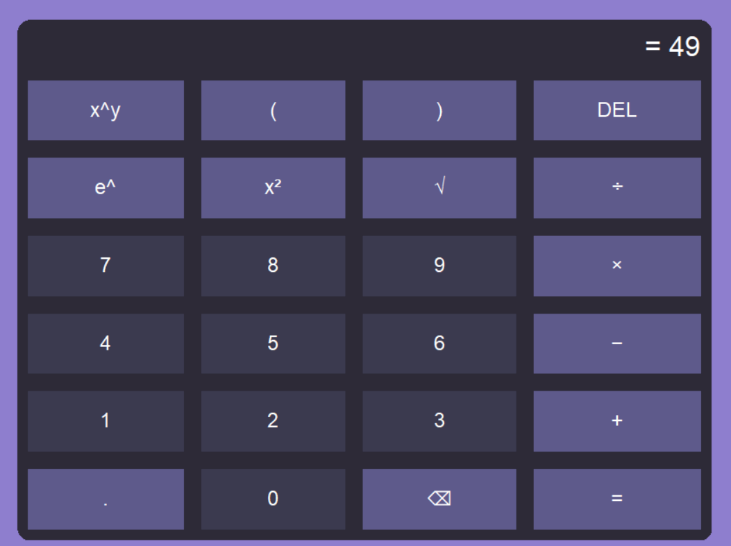 = 49
x^y ( ) DEL
e^ x² √ ÷
7 8 9 ×
4 5 6 −
1 2 3 +
. 0 ⌫ =